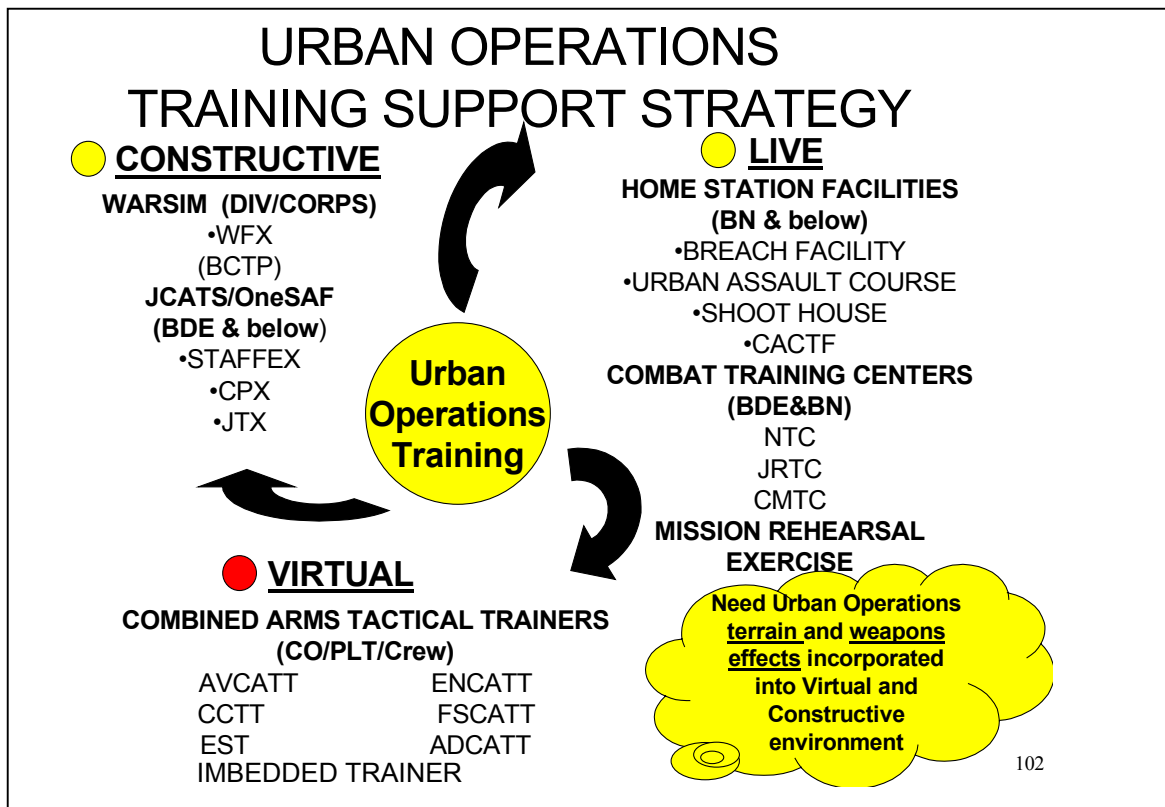 URBAN OPERATIONS
TRAINING SUPPORT STRATEGY
CONSTRUCTIVE
WARSIM (DIV/CORPS)
•WFX
(BCTP)
JCATS/OneSAF
(BDE & below)
•STAFFEX
•CPX
•JTX
LIVE
HOME STATION FACILITIES
(BN & below)
•BREACH FACILITY
•URBAN ASSAULT COURSE
•SHOOT HOUSE
•CACTF
COMBAT TRAINING CENTERS
(BDE&BN)
NTC
JRTC
CMTC
MISSION REHEARSAL
EXERCISE
Urban
Operations
Training
VIRTUAL
COMBINED ARMS TACTICAL TRAINERS
(CO/PLT/Crew)
AVCATT ENCATT
CCTT FSCATT
EST ADCATT
IMBEDDED TRAINER
Need Urban Operations
terrain and weapons
effects incorporated
into Virtual and
Constructive
environment
102